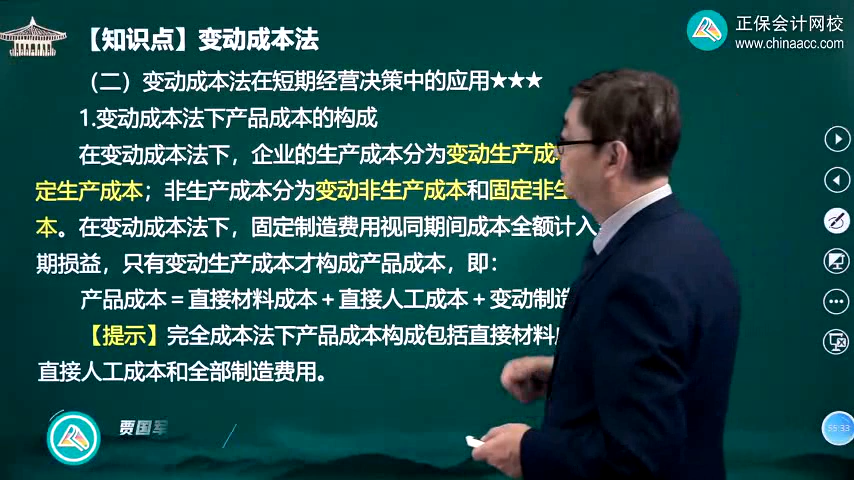 【知识点】变动成本法
正保会计网校
www.chinaacc.com
（二）变动成本法在短期经营决策中的应用★★★
1.变动成本法下产品成本的构成
在变动成本法下，企业的生产成本分为变动生产成
定生产成本；非生产成本分为变动非生产成本和固定非生
本。在变动成本法下，固定制造费用视同期间成本全额计入
期损益，只有变动生产成本才构成产品成本，即：
产品成本＝直接材料成本＋直接人工成本＋变动制造
【提示】完全成本法下产品成本构成包括直接材料
直接人工成本和全部制造费用。
贾国军
55:33